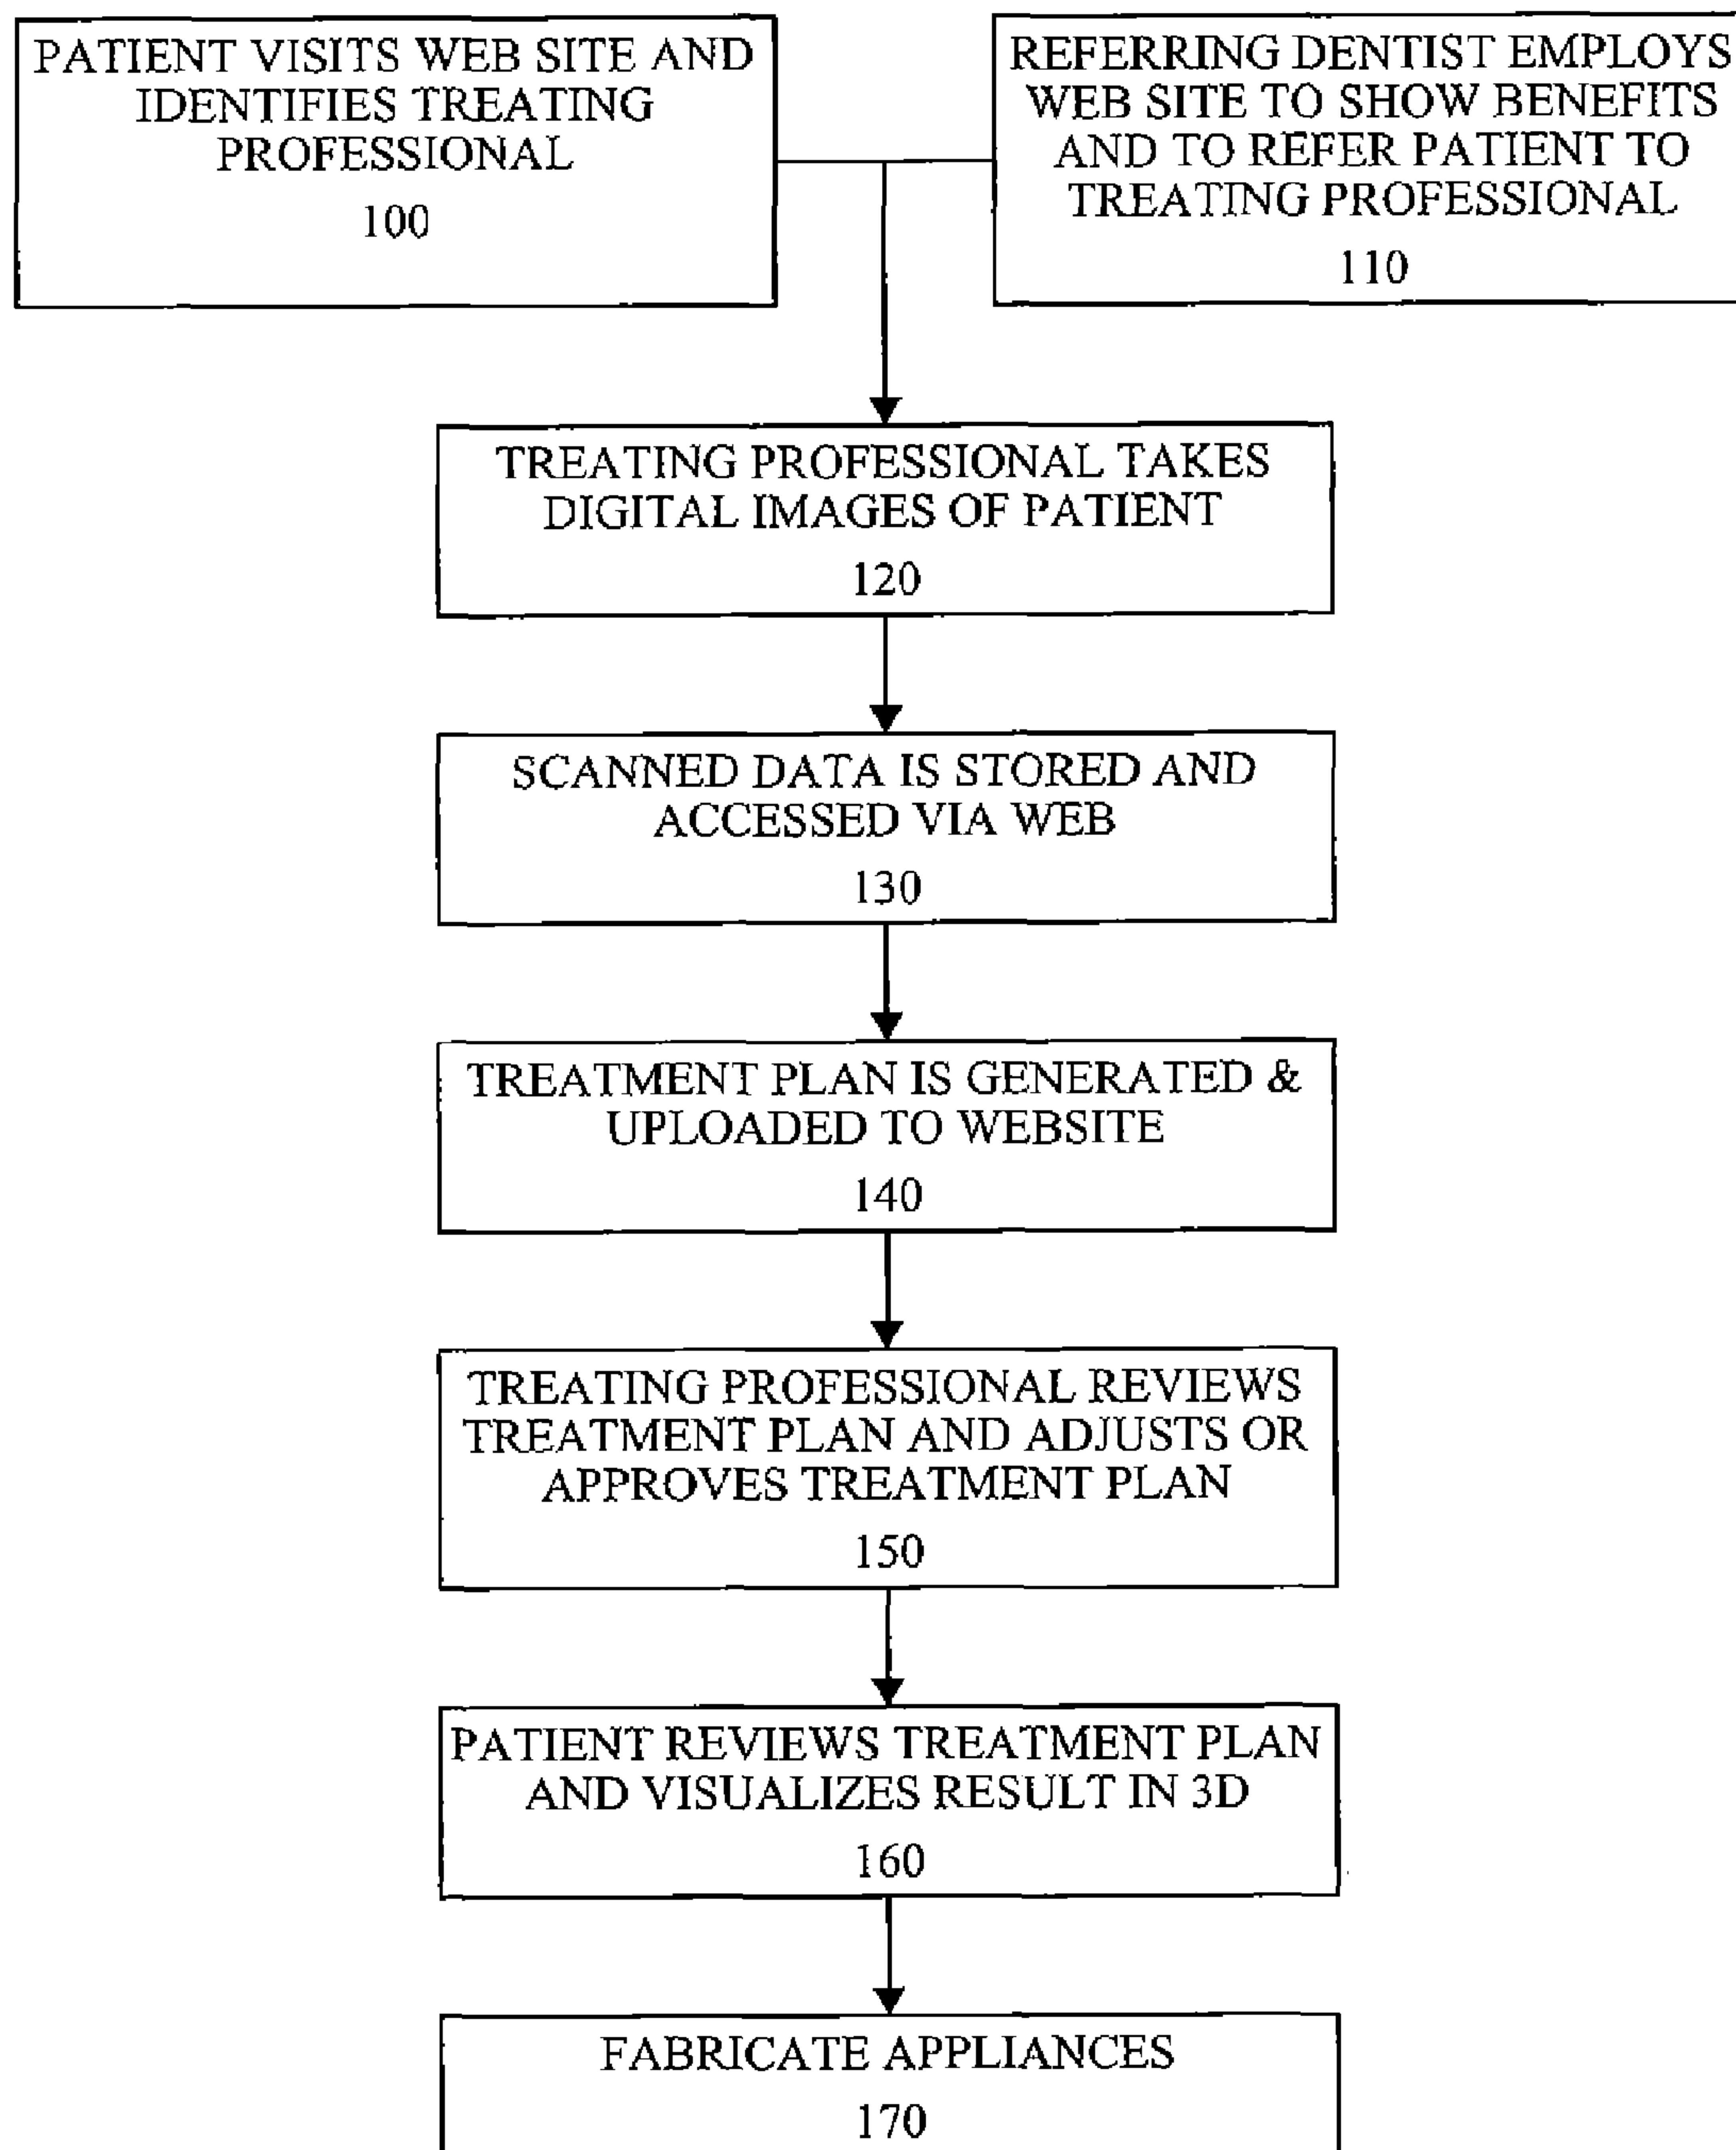 PATIENT VISITS WEB SITE AND
IDENTIFIES TREATING
PROFESSIONAL
100
REFERRING DENTIST EMPLOYS
WEB SITE TO SHOW BENEFITS
AND TO REFER PATIENT TO
TREATING PROFESSIONAL
110
TREATING PROFESSIONAL TAKES
DIGITAL IMAGES OF PATIENT
120
SCANNED DATA IS STORED AND
ACCESSED VIA WEB
130
TREATMENT PLAN IS GENERATED &
UPLOADED TO WEBSITE
140
TREATING PROFESSIONAL REVIEWS
TREATMENT PLAN AND ADJUSTS OR
APPROVES TREATMENT PLAN
150
PATIENT REVIEWS TREATMENT PLAN
AND VISUALIZES RESULT IN 3D
160
FABRICATE APPLIANCES
170